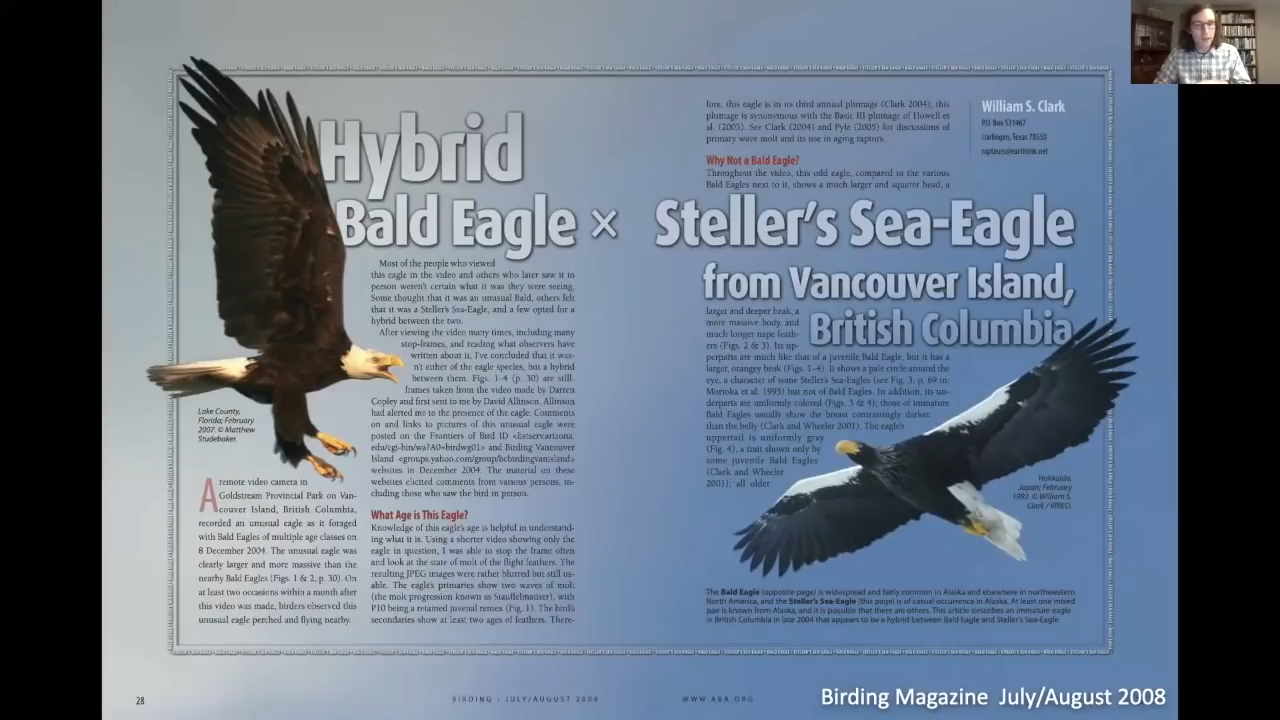 Hybrid
Bald Eagle × Steller's Sea-Eagle
from Vancouver Island,
British Columbia
William S. Clark
P.O. Box 531467
Harlingen, Texas 78550
raptours@earthlink.net
Lake County,
Florida; February
2007. © Matthew
Studebaker.
A remote video camera in
Goldstream Provincial Park on Van-
couver Island, British Columbia,
recorded an unusual eagle as it foraged
with Bald Eagles of multiple age classes on
8 December 2004. The unusual eagle was
clearly larger and more massive than the
nearby Bald Eagles (Figs. 1 & 2, p. 30). On
at least two occasions within a month after
this video was made, birders observed this
unusual eagle perched and flying nearby.
Most of the people who viewed
this eagle in the video and others who later saw it in
person weren't certain what it was they were seeing.
Some thought that it was an unusual Bald, others felt
that it was a Steller's Sea-Eagle, and a few opted for a
hybrid between the two.
After viewing the video many times, including many
stop-frames, and reading what observers have
written about it, I've concluded that it was-
n't either of the eagle species, but a hybrid
between them. Figs. 1–4 (p. 30) are still-
frames taken from the video made by Darren
Copley and first sent to me by David Allinson. Allinson
had alerted me to the presence of the eagle. Comments
on and links to pictures of this unusual eagle were
posted on the Frontiers of Bird ID <listserv.arizona.
edu/cgi-bin/wa?A0=birdwg01> and Birding Vancouver
Island <groups.yahoo.com/group/bcbirdingvanisland>
websites in December 2004. The material on these
websites elicited comments from various persons, in-
cluding those who saw the bird in person.
What Age is This Eagle?
Knowledge of this eagle's age is helpful in understand-
ing what it is. Using a shorter video showing only the
eagle in question, I was able to stop the frame often
and look at the state of molt of the flight feathers. The
resulting JPEG images were rather blurred but still us-
able. The eagle's primaries show two waves of molt
(the molt progression known as Stauffelmauser), with
P10 being a retained juvenal remex (Fig. 1). The bird's
secondaries show at least two ages of feathers. There-
fore, this eagle is in its third annual plumage (Clark 2004); this
plumage is synonymous with the Basic III plumage of Howell et
al. (2003). See Clark (2004) and Pyle (2005) for discussions of
primary wave molt and its use in aging raptors.
Why Not a Bald Eagle?
Throughout the video, this odd eagle, compared to the various
Bald Eagles next to it, shows a much larger and squarer head, a
larger and deeper beak, a
more massive body, and
much longer nape feath-
ers (Figs. 2 & 3). Its up-
perparts are much like that of a juvenile Bald Eagle, but it has a
larger, orangey beak (Figs. 1–4). It shows a pale circle around the
eye, a character of some Steller's Sea-Eagles (see Fig. 3, p. 69 in:
Morioka et al. 1995) but not of Bald Eagles. In addition, its un-
derparts are uniformly colored (Figs. 3 & 4); those of immature
Bald Eagles usually show the breast contrastingly darker
than the belly (Clark and Wheeler 2001). The eagle's
uppertail is uniformly gray
(Fig. 4), a trait shown only by
some juvenile Bald Eagles
(Clark and Wheeler
2001); all older
Hokkaido,
Japan; February
1992. © William S.
Clark / VIREO.
The Bald Eagle (opposite page) is widespread and fairly common in Alaska and elsewhere in northwestern
North America, and the Steller's Sea-Eagle (this page) is of casual occurrence in Alaska. At least one mixed
pair is known from Alaska, and it is possible that there are others. This article describes an immature eagle
in British Columbia in late 2004 that appears to be a hybrid between Bald Eagle and Steller's Sea-Eagle.
28
BIRDING • JULY/AUGUST 2008
WWW.ABA.ORG
Birding Magazine July/August 2008